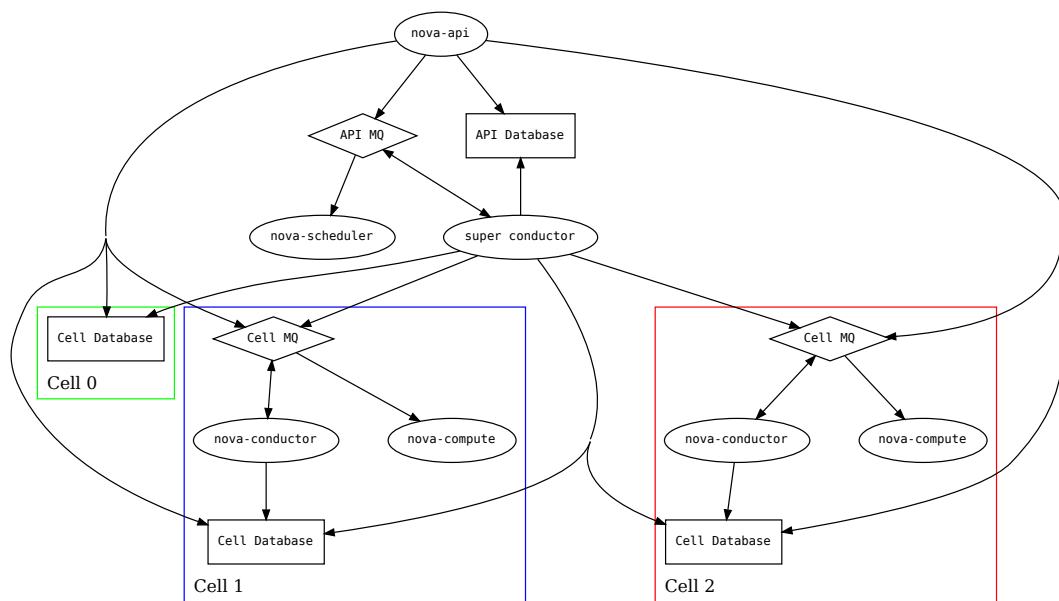 nova-api
API MQ
API Database
nova-scheduler
super conductor
Cell Database
Cell 0
Cell MQ
nova-conductor
nova-compute
Cell Database
Cell 1
Cell MQ
nova-conductor
nova-compute
Cell Database
Cell 2